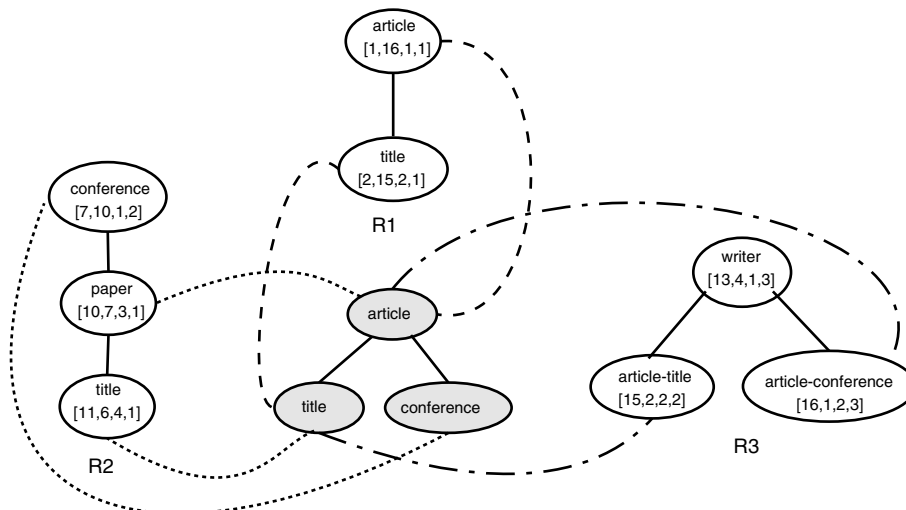 article
[1,16,1,1]
title
[2,15,2,1]
R1
conference
[7,10,1,2]
paper
[10,7,3,1]
title
[11,6,4,1]
R2
article
title
conference
writer
[13,4,1,3]
article-title
[15,2,2,2]
article-conference
[16,1,2,3]
R3